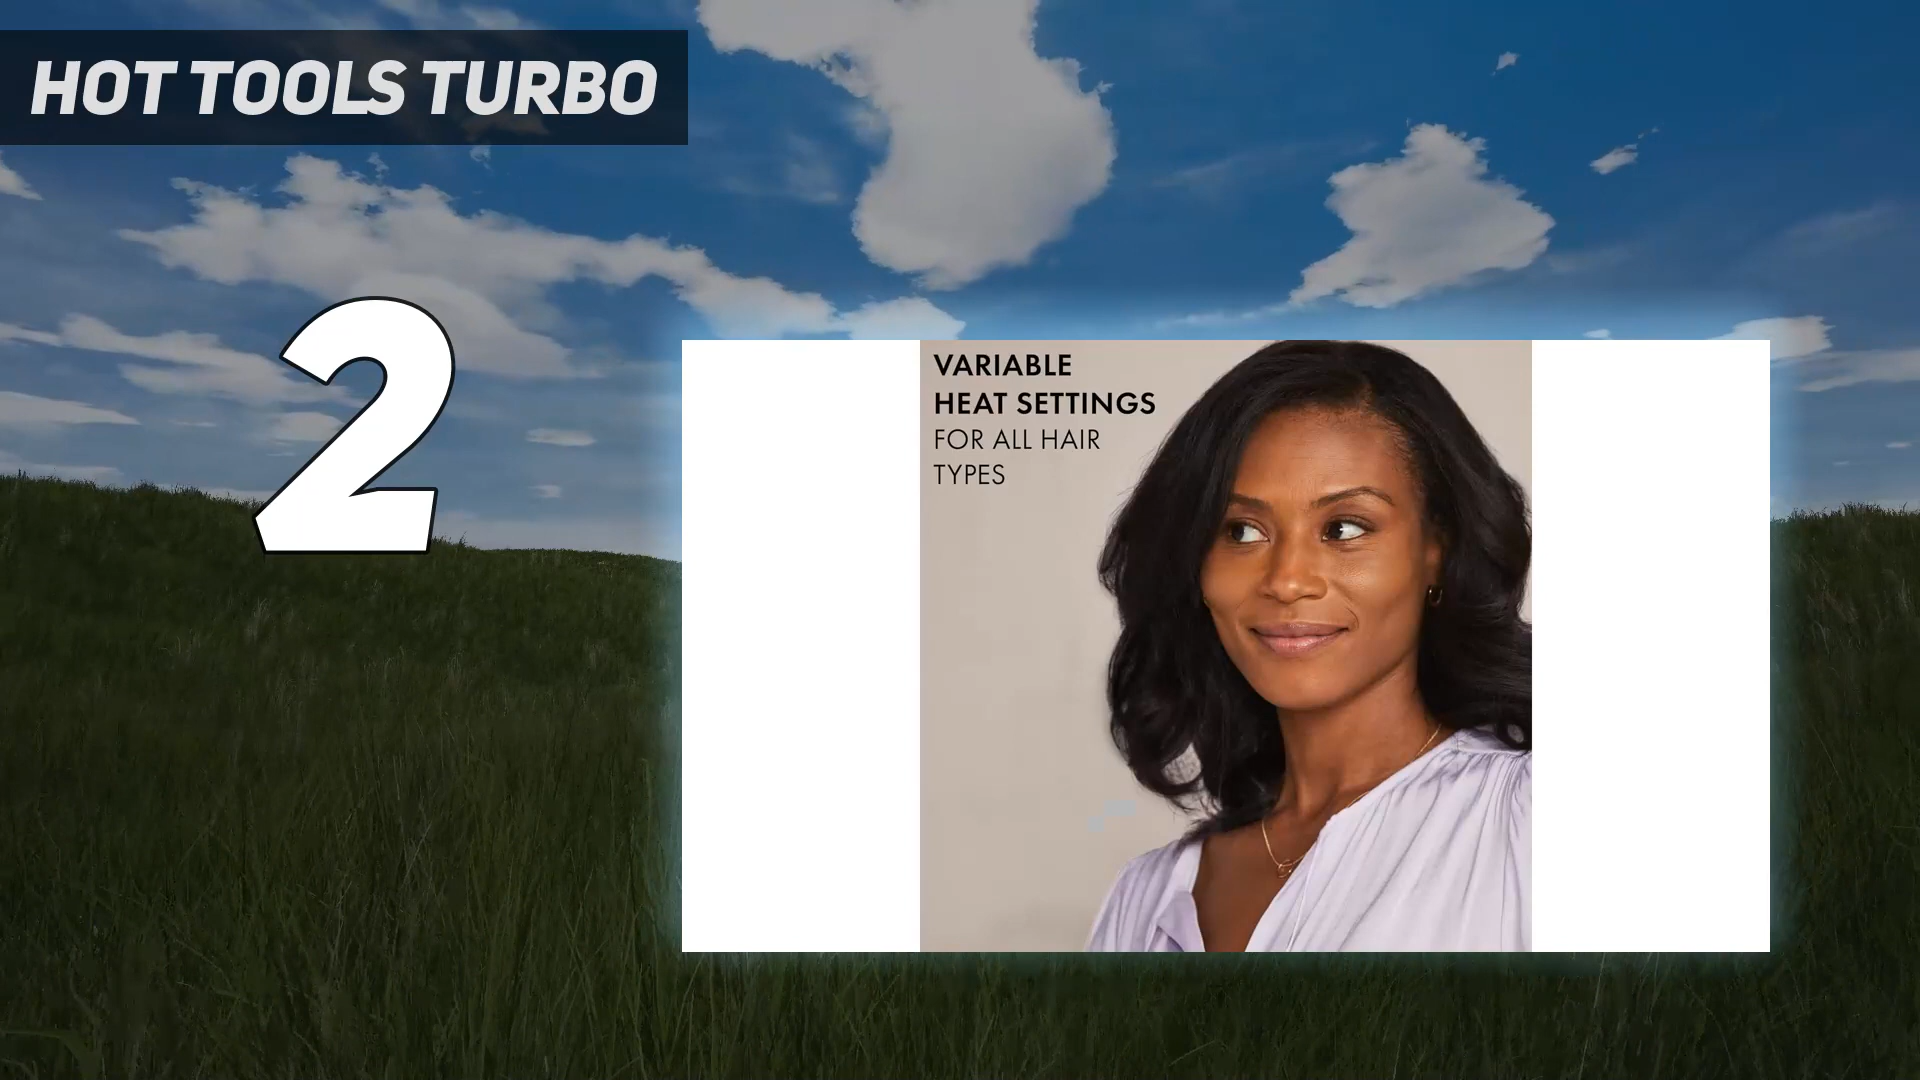 HOT TOOLS TURBO
2
VARIABLE
HEAT SETTINGS
FOR ALL HAIR
TYPES